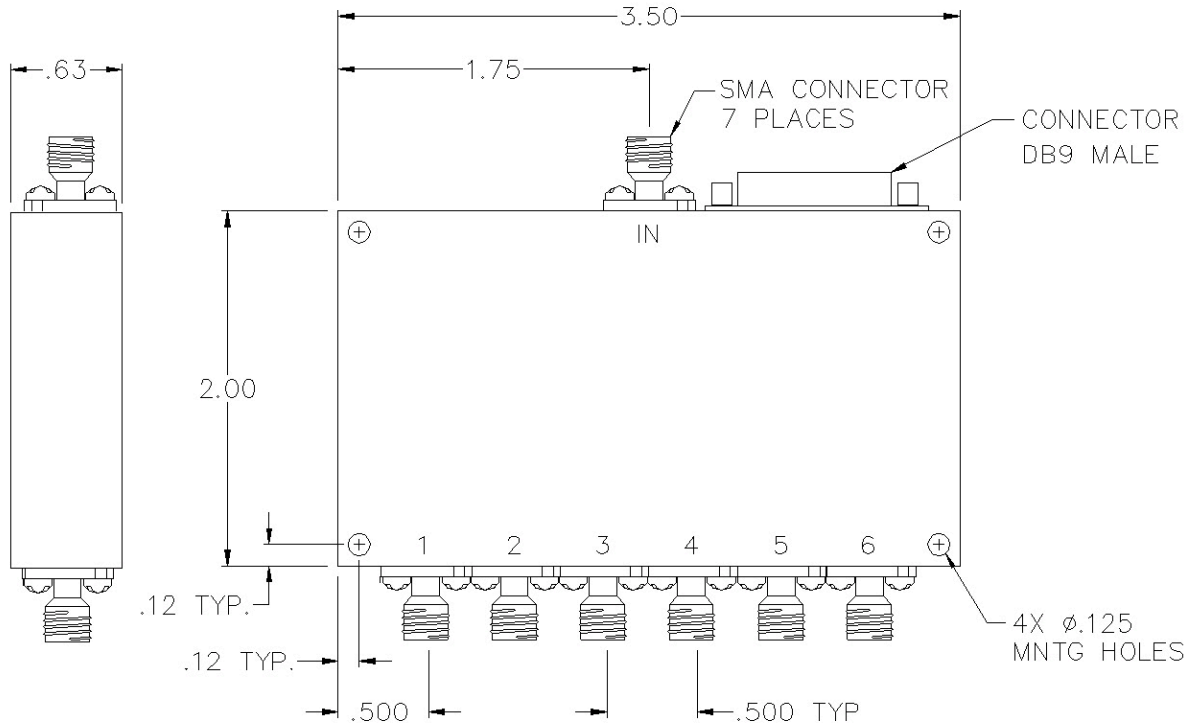 3.50
.63
1.75
SMA CONNECTOR
7 PLACES
CONNECTOR
DB9 MALE
IN
2.00
1 2 3 4 5 6
.12 TYP.
4X Ø.125
MNTG HOLES
.12 TYP.
.500
.500 TYP